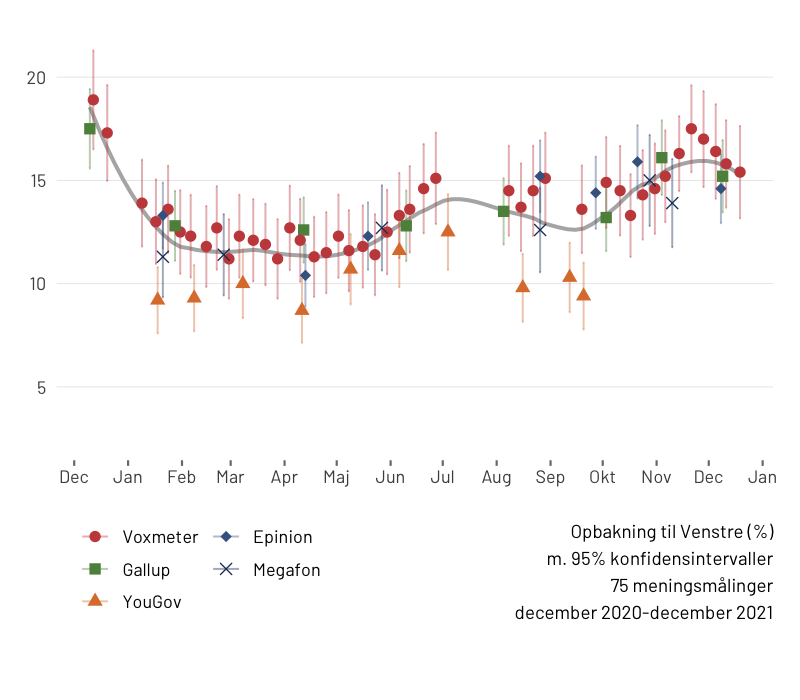 20
15
10
5
Dec Jan Feb Mar Apr Maj Jun Jul Aug Sep Okt Nov Dec Jan
Voxmeter Epinion
Gallup Megafon
YouGov
Opbakning til Venstre (%)
m. 95% konfidensintervaller
75 meningsmålinger
december 2020-december 2021